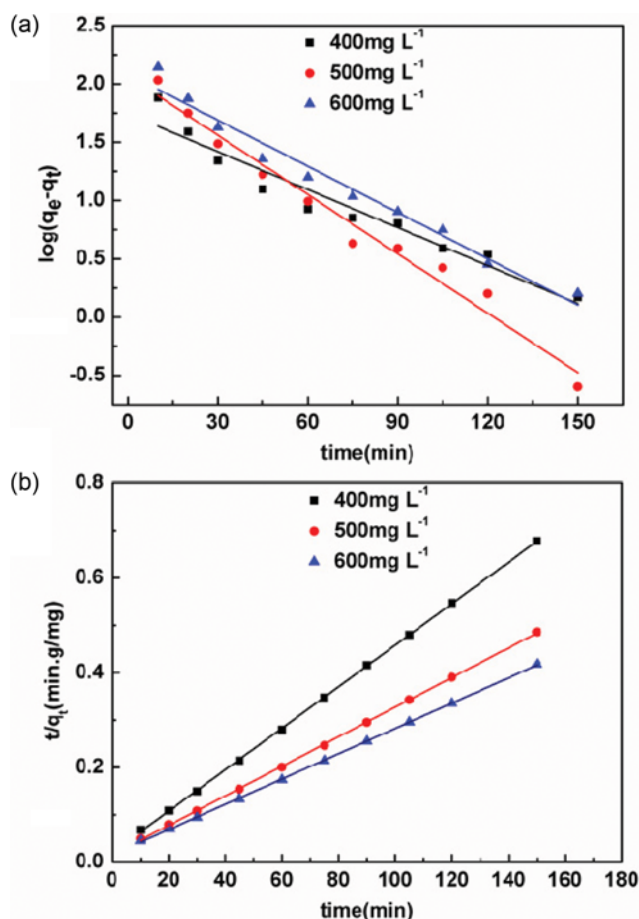 (a)
2.5
2.0
1.5
1.0
0.5
0.0
-0.5
log(qe-qt)
400mg L-1
500mg L-1
600mg L-1
0 30 60 90 120 150
time(min)
(b)
0.8
0.6
0.4
0.2
0.0
t/qt(min.g/mg)
400mg L-1
500mg L-1
600mg L-1
0 20 40 60 80 100 120 140 160 180
time(min)